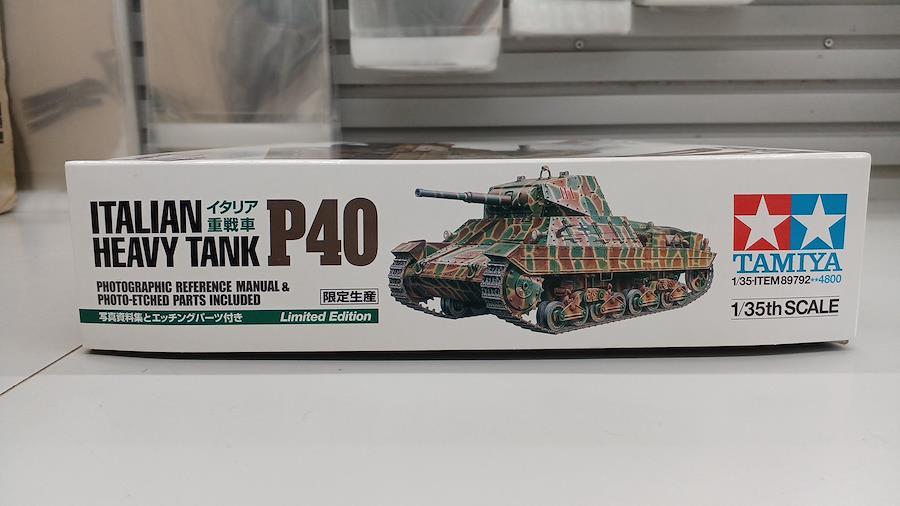 ITALIAN イタリア
HEAVY TANK 重戦車 P40
PHOTOGRAPHIC REFERENCE MANUAL &
PHOTO-ETCHED PARTS INCLUDED
限定生産
写真資料集とエッチングパーツ付き Limited Edition
TAMIYA
1/35•ITEM 89792**4800
1/35th SCALE